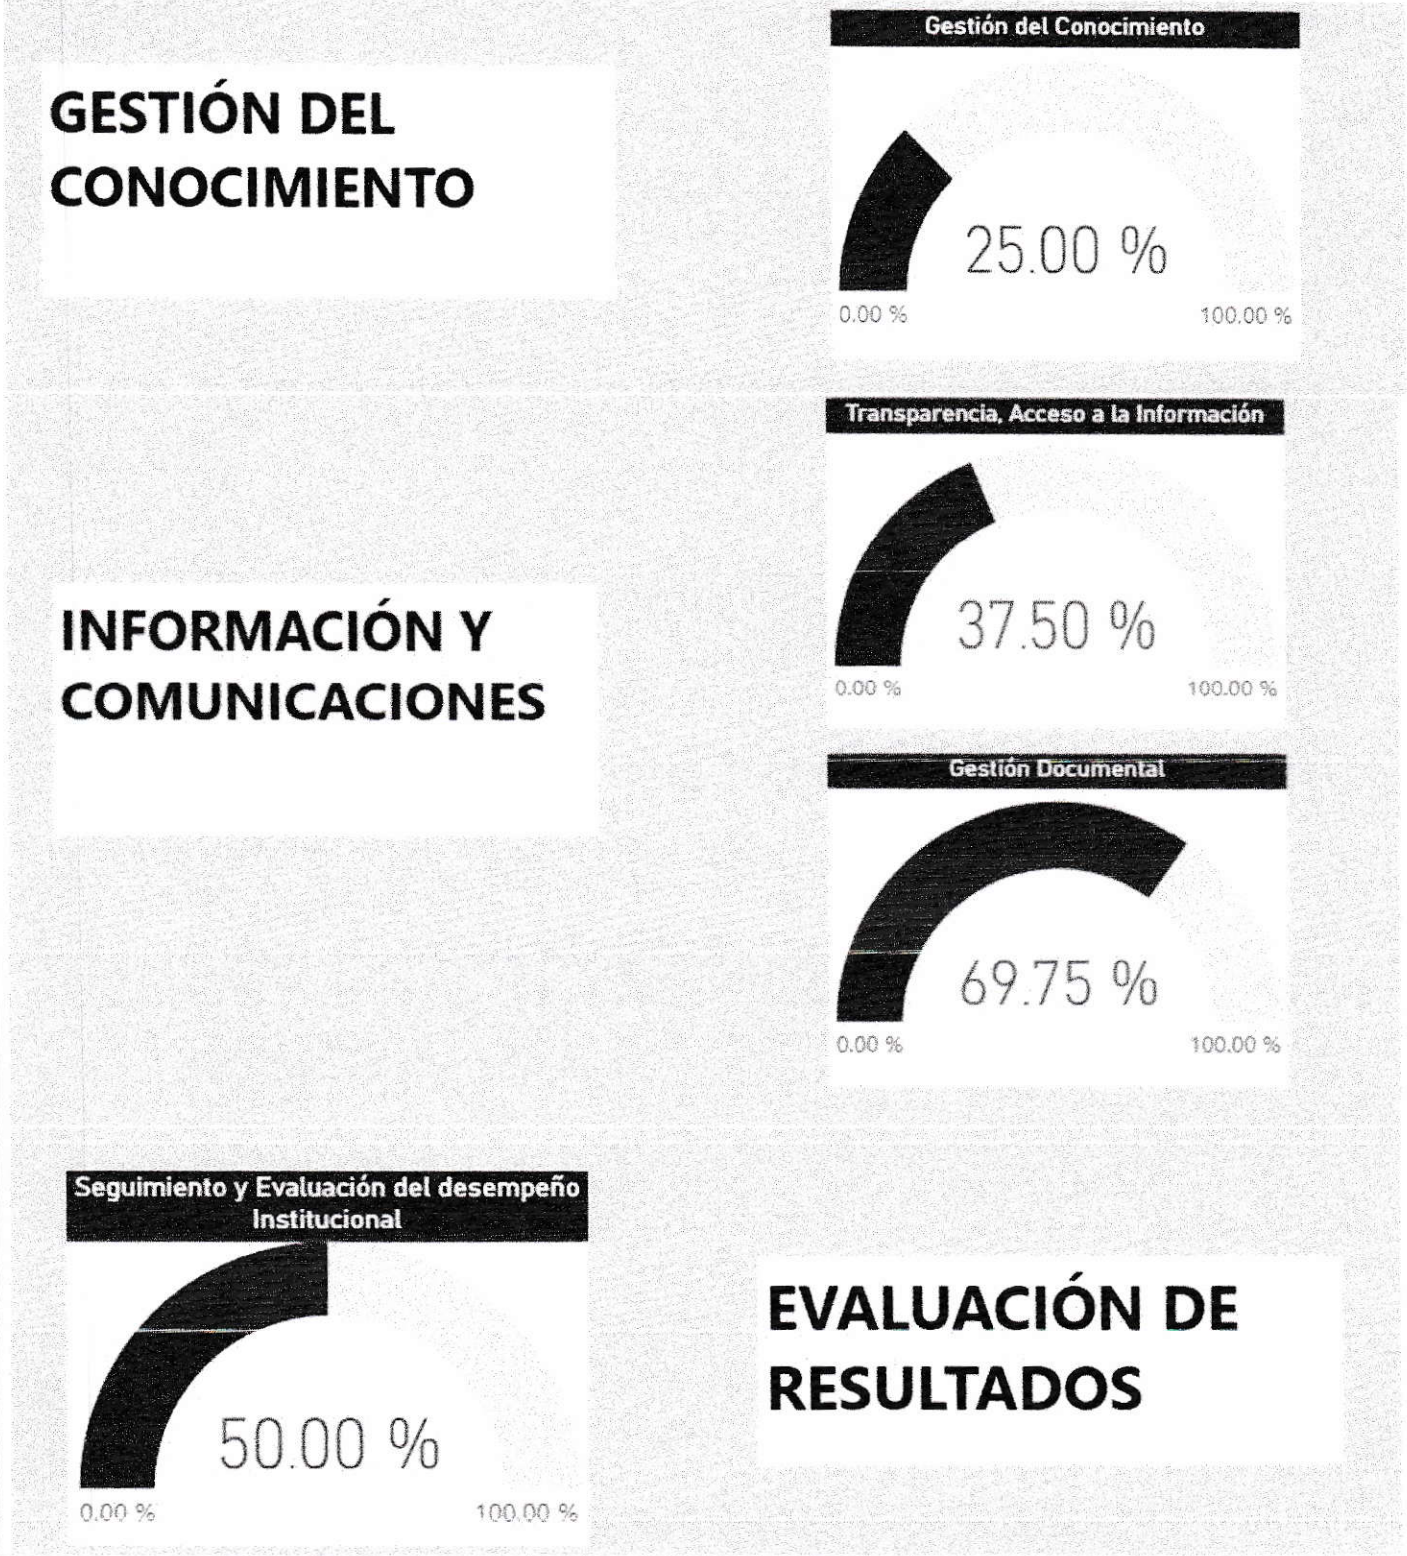 Gestión del Conocimiento
GESTIÓN DEL
CONOCIMIENTO
25.00 %
0.00 %
100.00 %
Transparencia, Acceso a la Información
INFORMACIÓN Y
COMUNICACIONES
37.50 %
0.00 %
100.00 %
Gestión Documental
69.75 %
0.00 %
100.00 %
Seguimiento y Evaluación del desempeño
Institucional
50.00 %
0.00 %
100.00 %
EVALUACIÓN DE
RESULTADOS